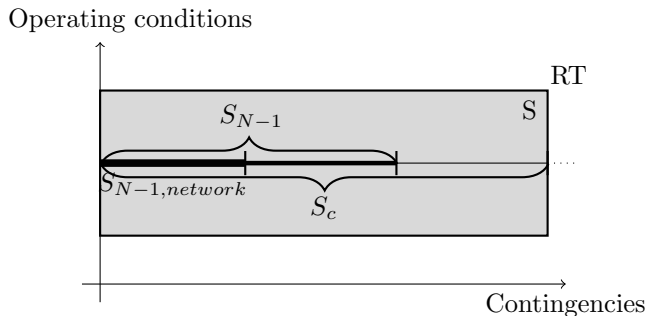 Operating conditions
RT
S
S_{N−1}
S_{N−1,network}
S_c
Contingencies